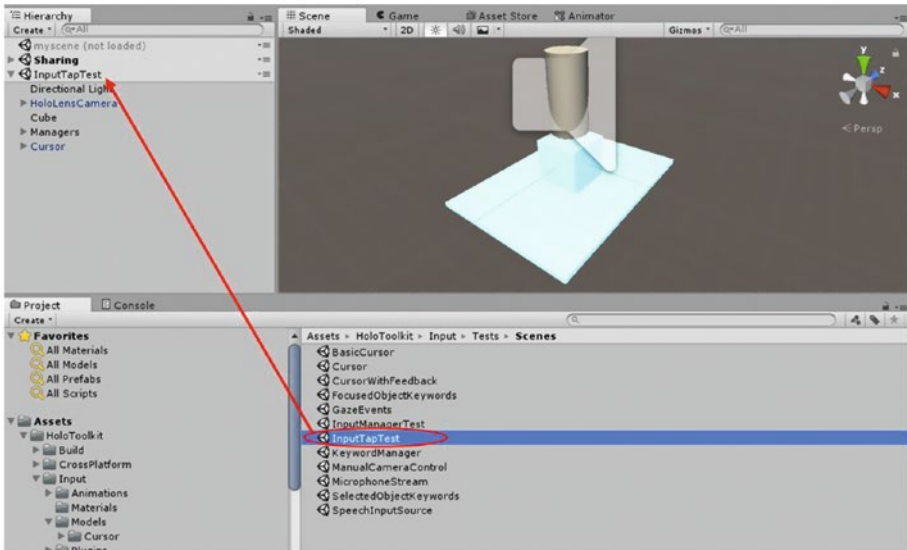 Hierarchy
Create
All
myscene (not loaded)
Sharing
InputTapTest
Directional Light
HoloLensCamera
Cube
Managers
Cursor
Scene
Game
Asset Store
Animator
Shaded
2D
Gizmos
All
y
z
x
Persp
Project
Console
Create
Favorites
All Materials
All Models
All Prefabs
All Scripts
Assets
HoloToolkit
Build
CrossPlatform
Input
Animations
Materials
Models
Cursor
Assets ▸ HoloToolkit ▸ Input ▸ Tests ▸ Scenes
BasicCursor
Cursor
CursorWithFeedback
FocusedObjectKeywords
GazeEvents
InputManagerTest
InputTapTest
KeywordManager
ManualCameraControl
MicrophoneStream
SelectedObjectKeywords
SpeechInputSource